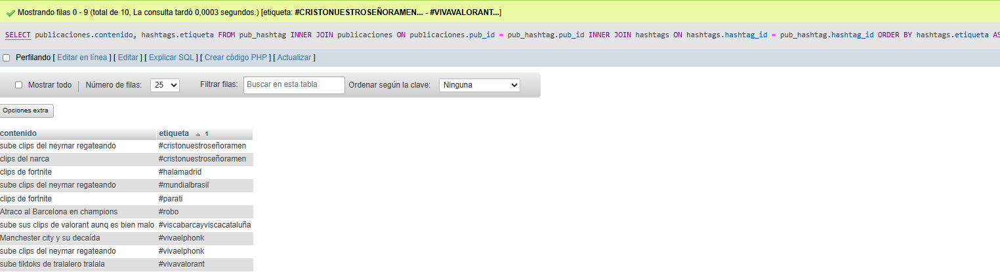 Mostrando filas 0 - 9 (total de 10, La consulta tardó 0,0003 segundos.) [etiqueta: #CRISTONUESTROSEÑORAMEN... - #VIVAVALORANT...]
SELECT publicaciones.contenido, hashtags.etiqueta FROM pub_hashtag INNER JOIN publicaciones ON publicaciones.pub_id = pub_hashtag.pub_id INNER JOIN hashtags ON hashtags.hashtag_id = pub_hashtag.hashtag_id ORDER BY hashtags.etiqueta AS
Perfilando [ Editar en línea ] [ Editar ] [ Explicar SQL ] [ Crear código PHP ] [ Actualizar ]
Mostrar todo Número de filas: 25 Filtrar filas: Buscar en esta tabla Ordenar según la clave: Ninguna
Opciones extra
contenido etiqueta 1
sube clips del neymar regateando #cristonuestroseñoramen
clips del narca #cristonuestroseñoramen
clips de fortnite #halamadrid
sube clips del neymar regateando #mundialbrasil
clips de fortnite #parati
Atraco al Barcelona en champions #robo
sube sus clips de valorant aunq es bien malo #viscabarcayviscacataluña
Manchester city y su decaída #vivaelphonk
sube clips del neymar regateando #vivaelphonk
sube tiktoks de tralalero tralala #vivavalorant